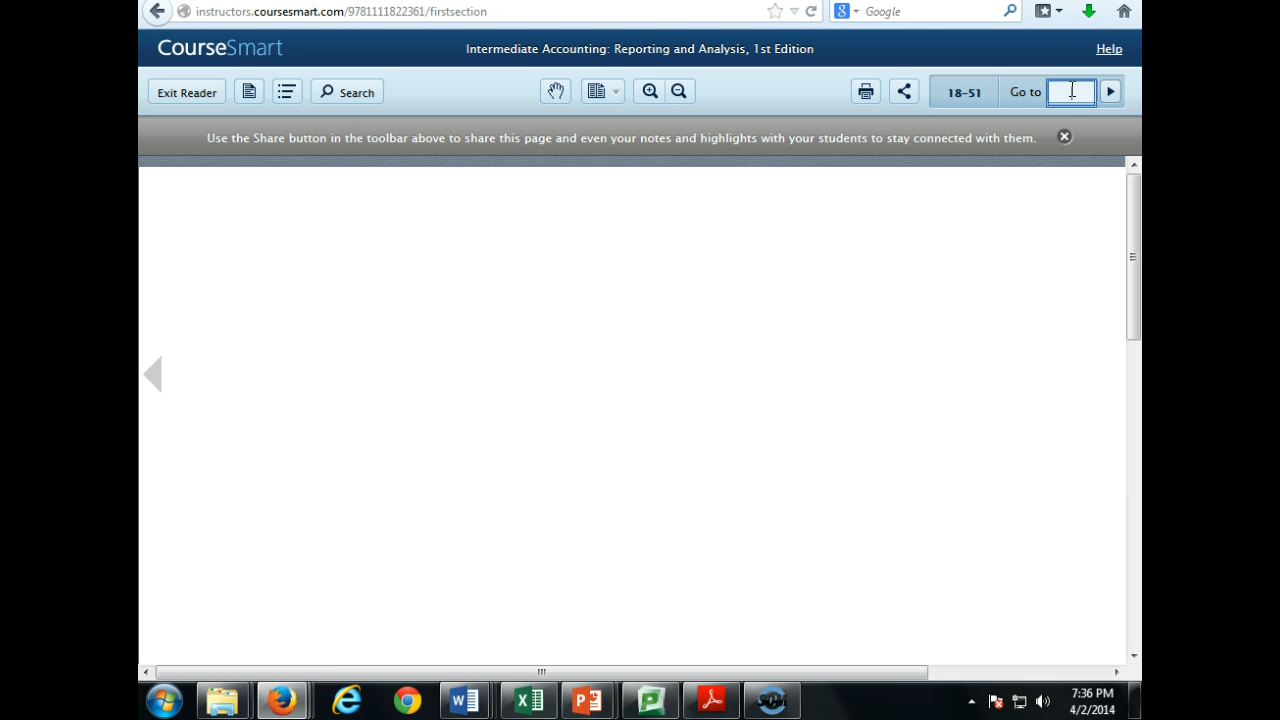 instructors.coursesmart.com/9781111822361/firstsection
Google
CourseSmart
Intermediate Accounting: Reporting and Analysis, 1st Edition
Help
Exit Reader
Search
18-51
Go to
Use the Share button in the toolbar above to share this page and even your notes and highlights with your students to stay connected with them.
7:36 PM
4/2/2014